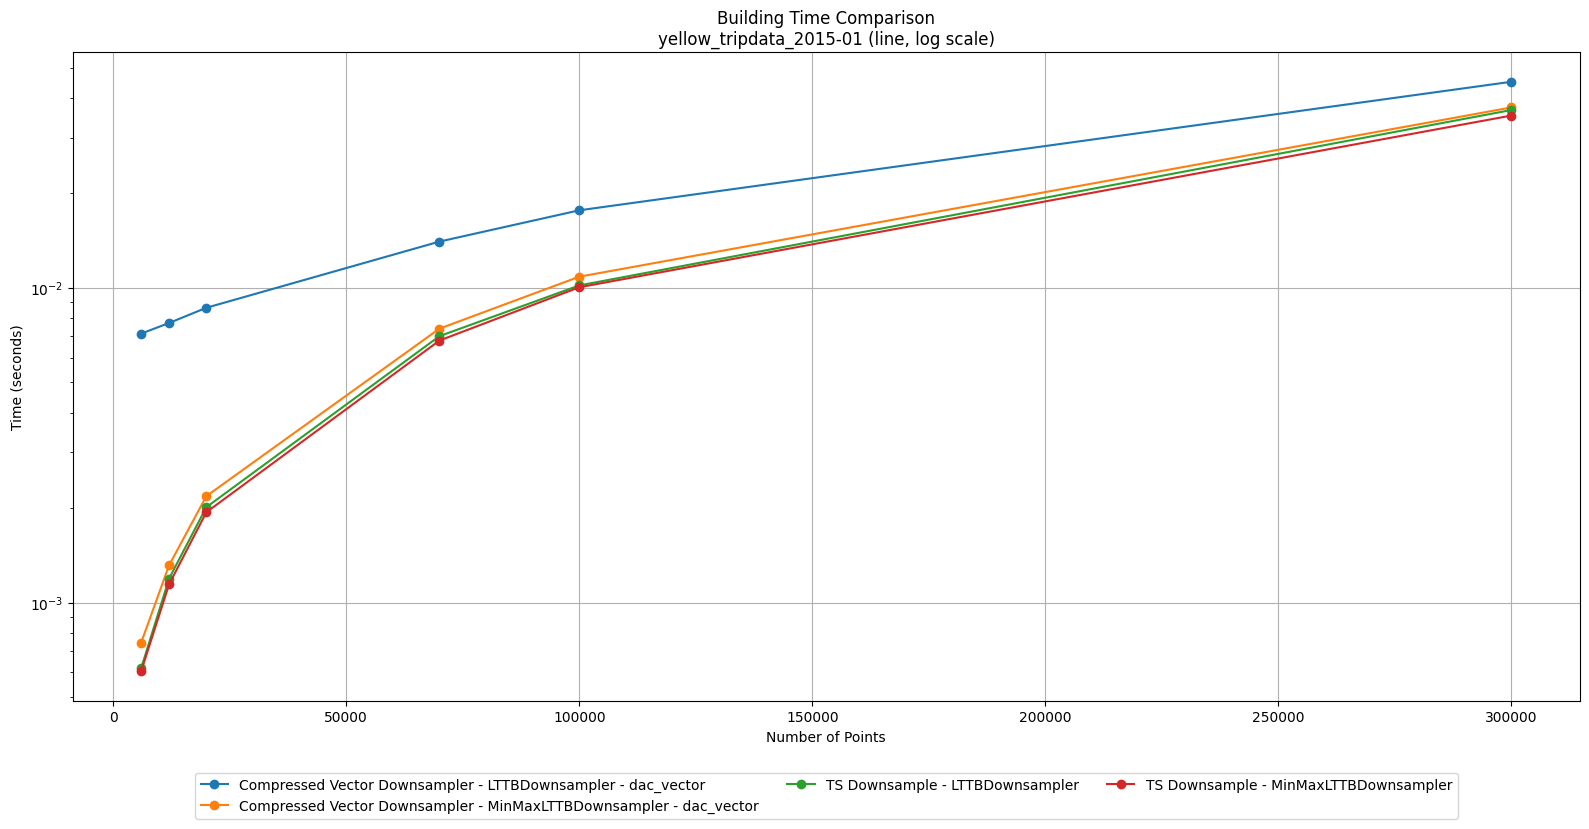 Building Time Comparison
yellow_tripdata_2015-01 (line, log scale)
Time (seconds)
10⁻²
10⁻³
0 50000 100000 150000 200000 250000 300000
Number of Points
Compressed Vector Downsampler - LTTBDownsampler - dac_vector
Compressed Vector Downsampler - MinMaxLTTBDownsampler - dac_vector
TS Downsample - LTTBDownsampler
TS Downsample - MinMaxLTTBDownsampler